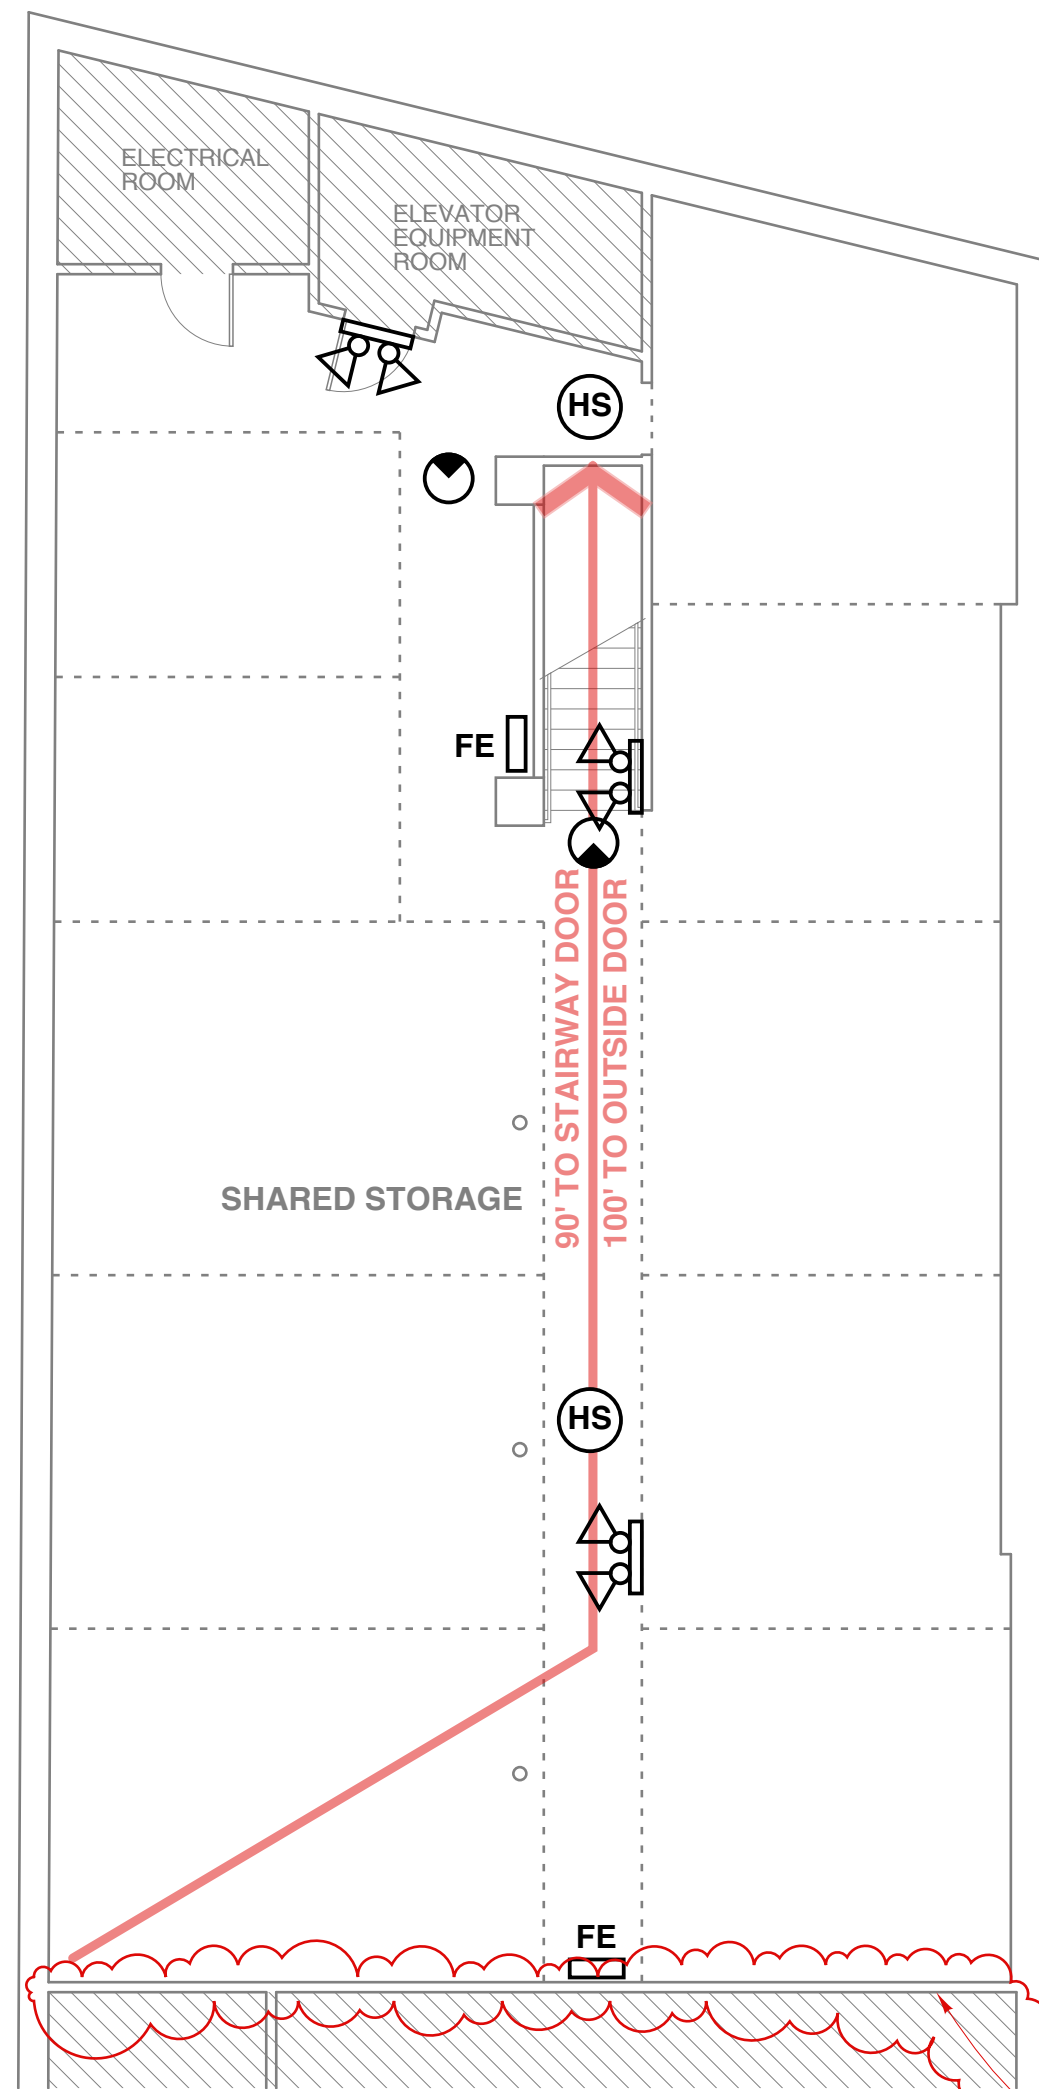 ELECTRICAL
ROOM
ELEVATOR
EQUIPMENT
ROOM
HS
FE
90' TO STAIRWAY DOOR
100' TO OUTSIDE DOOR
SHARED STORAGE
HS
FE